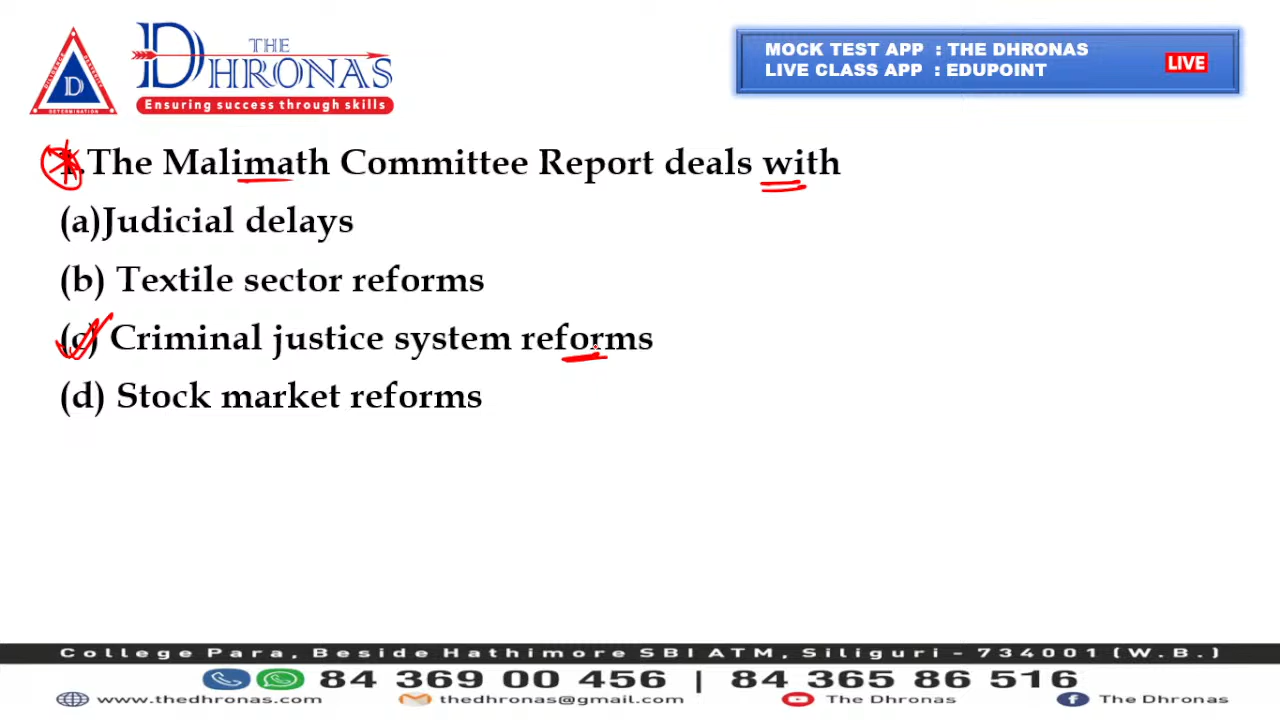 THE
DHRONAS
Ensuring success through skills
DILIGENCE
DETERMINATION
D
MOCK TEST APP : THE DHRONAS
LIVE CLASS APP : EDUPOINT
LIVE
1.The Malimath Committee Report deals with
(a)Judicial delays
(b) Textile sector reforms
(c) Criminal justice system reforms
(d) Stock market reforms
College Para, Beside Hathimore SBI ATM, Siliguri - 734001 (W.B.)
84 369 00 456 | 84 365 86 516
www.thedhronas.com thedhronas@gmail.com The Dhronas The Dhronas